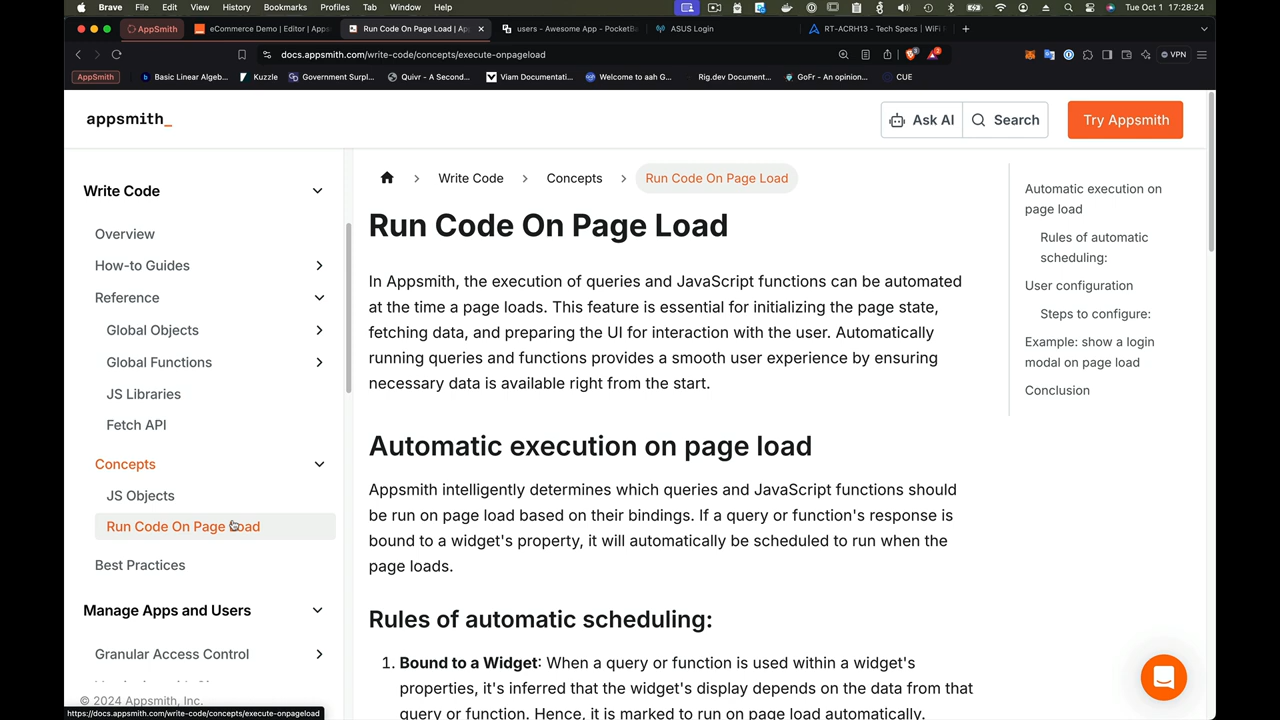 Brave File Edit View History Bookmarks Profiles Tab Window Help Tue Oct 1 17:28:24
AppSmith eCommerce Demo | Editor | Apps Run Code On Page Load | Ap users - Awesome App - PocketBa ASUS Login RT-ACRH13 - Tech Specs | WiFi
docs.appsmith.com/write-code/concepts/execute-onpageload VPN
AppSmith Basic Linear Algeb... Kuzzle Government Surpl... Quivr - A Second... Viam Documentati... Welcome to aah G... Rig.dev Document... GoFr - An opinion... CUE
appsmith_
Ask AI
Search
Try Appsmith
Write Code
Overview
How-to Guides
Reference
Global Objects
Global Functions
JS Libraries
Fetch API
Concepts
JS Objects
Run Code On Page Load
Best Practices
Manage Apps and Users
Granular Access Control
© 2024 Appsmith, Inc.
https://docs.appsmith.com/write-code/concepts/execute-onpageload
Write Code Concepts Run Code On Page Load
Run Code On Page Load
In Appsmith, the execution of queries and JavaScript functions can be automated
at the time a page loads. This feature is essential for initializing the page state,
fetching data, and preparing the UI for interaction with the user. Automatically
running queries and functions provides a smooth user experience by ensuring
necessary data is available right from the start.
Automatic execution on page load
Appsmith intelligently determines which queries and JavaScript functions should
be run on page load based on their bindings. If a query or function's response is
bound to a widget's property, it will automatically be scheduled to run when the
page loads.
Rules of automatic scheduling:
1. Bound to a Widget: When a query or function is used within a widget's
properties, it's inferred that the widget's display depends on the data from that
query or function. Hence, it is marked to run on page load automatically.
Automatic execution on
page load
Rules of automatic
scheduling:
User configuration
Steps to configure:
Example: show a login
modal on page load
Conclusion